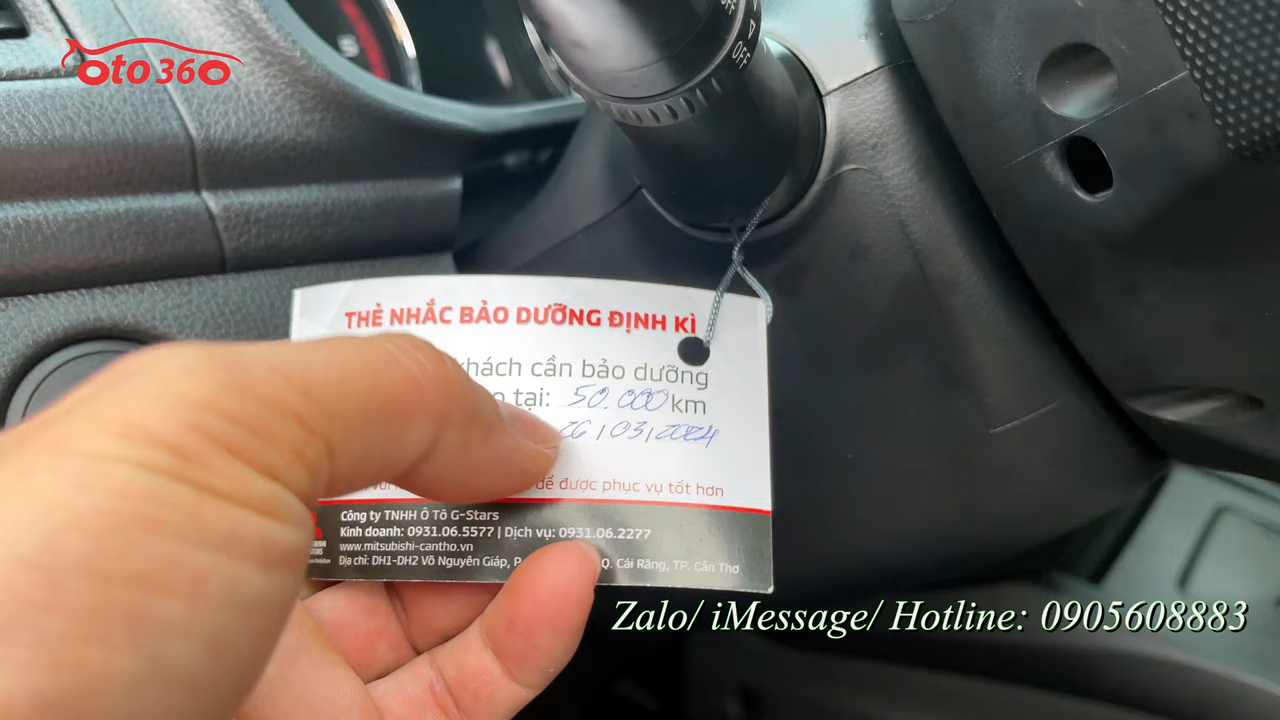 oto360
OFF
OFF
THẺ NHẮC BẢO DƯỠNG ĐỊNH KÌ
khách cần bảo dưỡng
tại: 50.000 km
26/03/2024
để được phục vụ tốt hơn
Công ty TNHH Ô Tô G-Stars
Kinh doanh: 0931.06.5577 | Dịch vụ: 0931.06.2277
www.mitsubishi-cantho.vn
Địa chỉ: DH1-DH2 Võ Nguyên Giáp, P. Q. Cái Răng, TP. Cần Thơ
Zalo/ iMessage/ Hotline: 0905608883